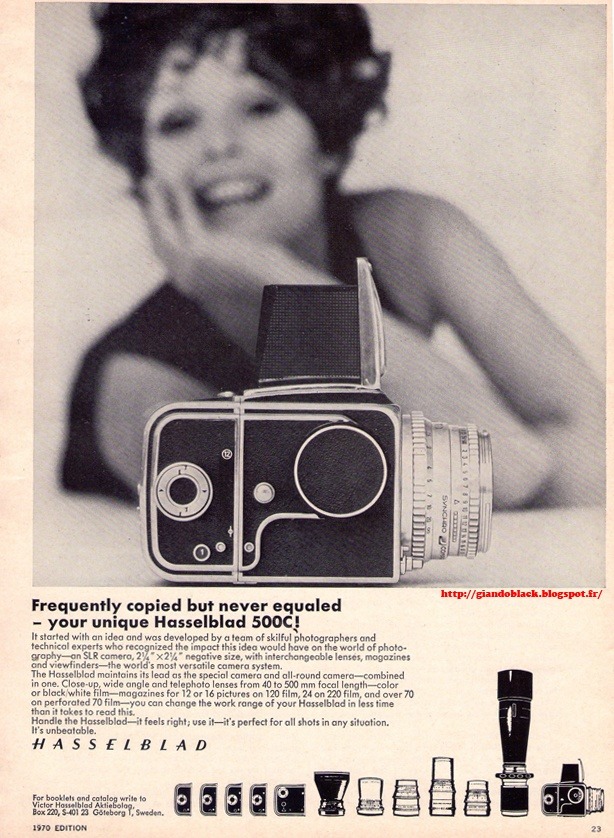 12
1
SYNCHRO
http://giandoblack.blogspot.fr/
Frequently copied but never equaled
– your unique Hasselblad 500C!
It started with an idea and was developed by a team of skilful photographers and
technical experts who recognized the impact this idea would have on the world of photo-
graphy—an SLR camera, 2¼"×2¼" negative size, with interchangeable lenses, magazines
and viewfinders—the world's most versatile camera system.
The Hasselblad maintains its lead as the special camera and all-round camera—combined
in one. Close-up, wide angle and telephoto lenses from 40 to 500 mm focal length—color
or black/white film—magazines for 12 or 16 pictures on 120 film, 24 on 220 film, and over 70
on perforated 70 film—you can change the work range of your Hasselblad in less time
than it takes to read this.
Handle the Hasselblad—it feels right; use it—it's perfect for all shots in any situation.
It's unbeatable.
HASSELBLAD
For booklets and catalog write to
Victor Hasselblad Aktiebolag,
Box 220, S-401 23 Göteborg 1, Sweden.
1970 EDITION
23